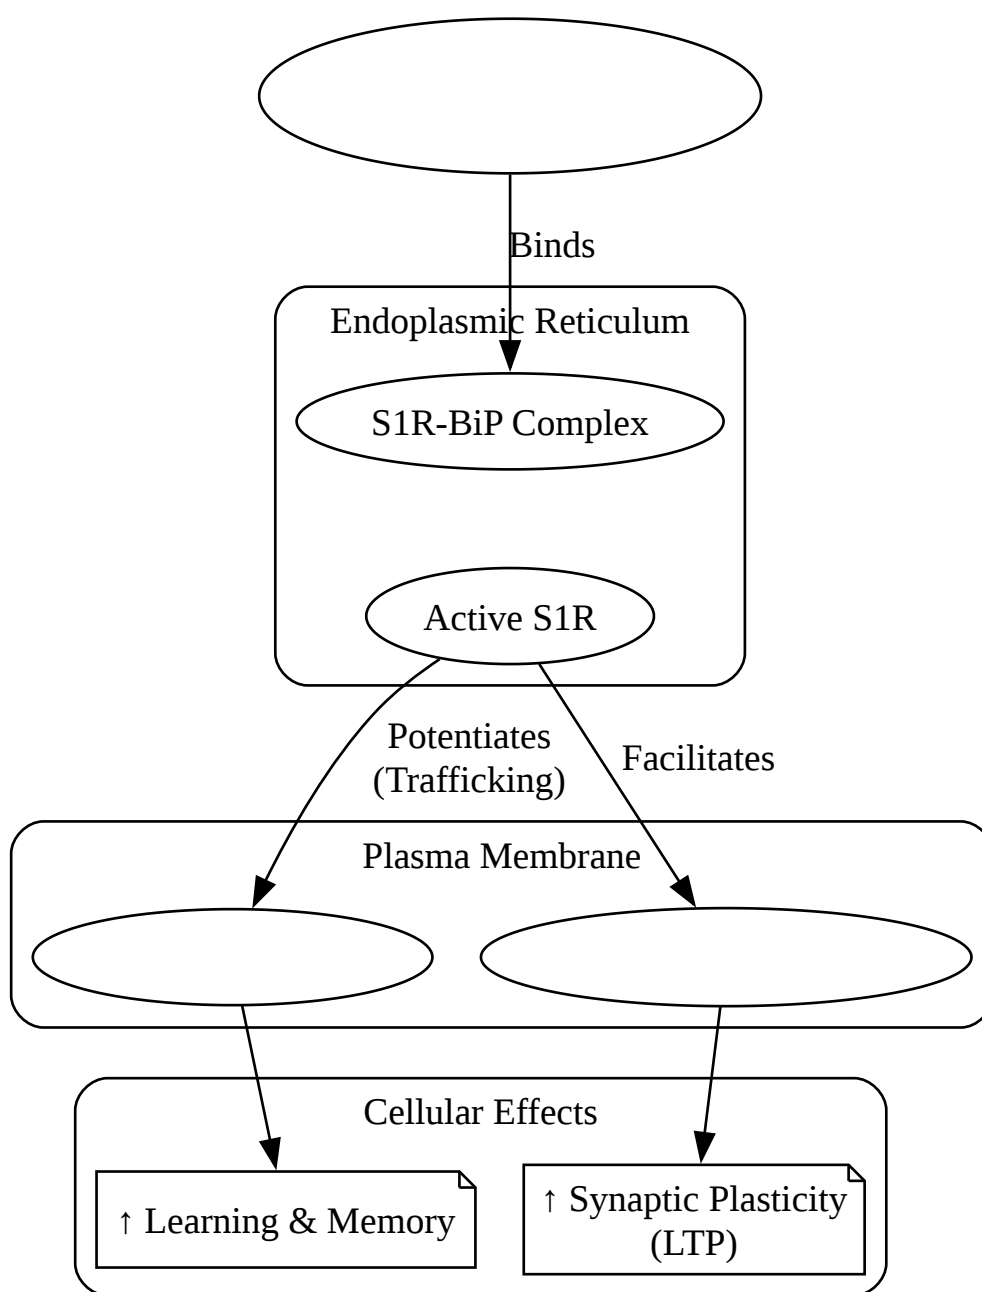 Binds
Endoplasmic Reticulum
S1R-BiP Complex
Active S1R
Potentiates
(Trafficking)
Facilitates
Plasma Membrane
Cellular Effects
↑ Learning & Memory
↑ Synaptic Plasticity
(LTP)